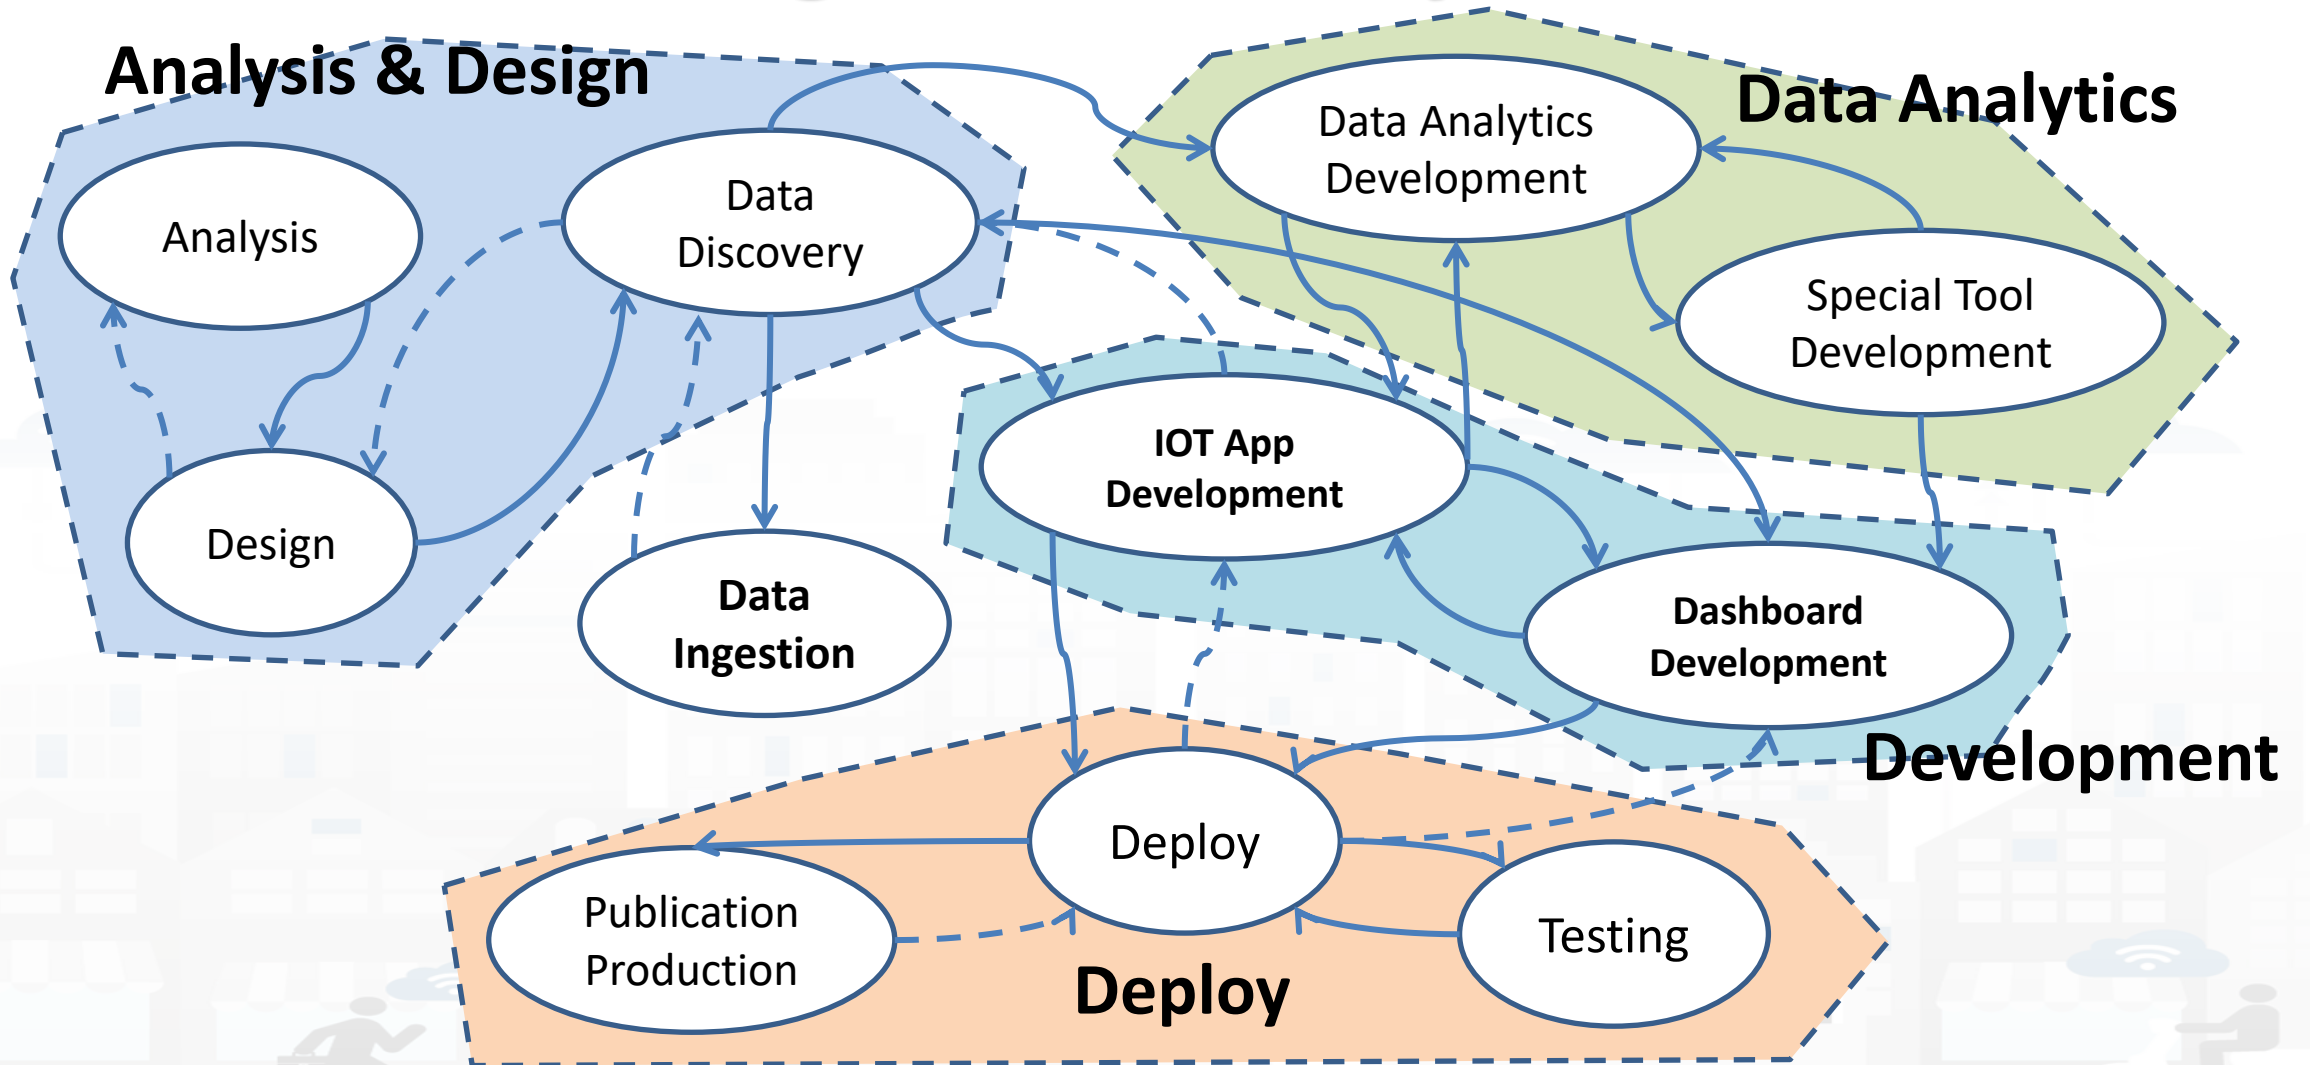 Analysis & Design
Data Analytics
Data Analytics
Development
Analysis
Data
Discovery
Special Tool
Development
IOT App
Development
Design
Data
Ingestion
Dashboard
Development
Development
Deploy
Publication
Production
Testing
Deploy